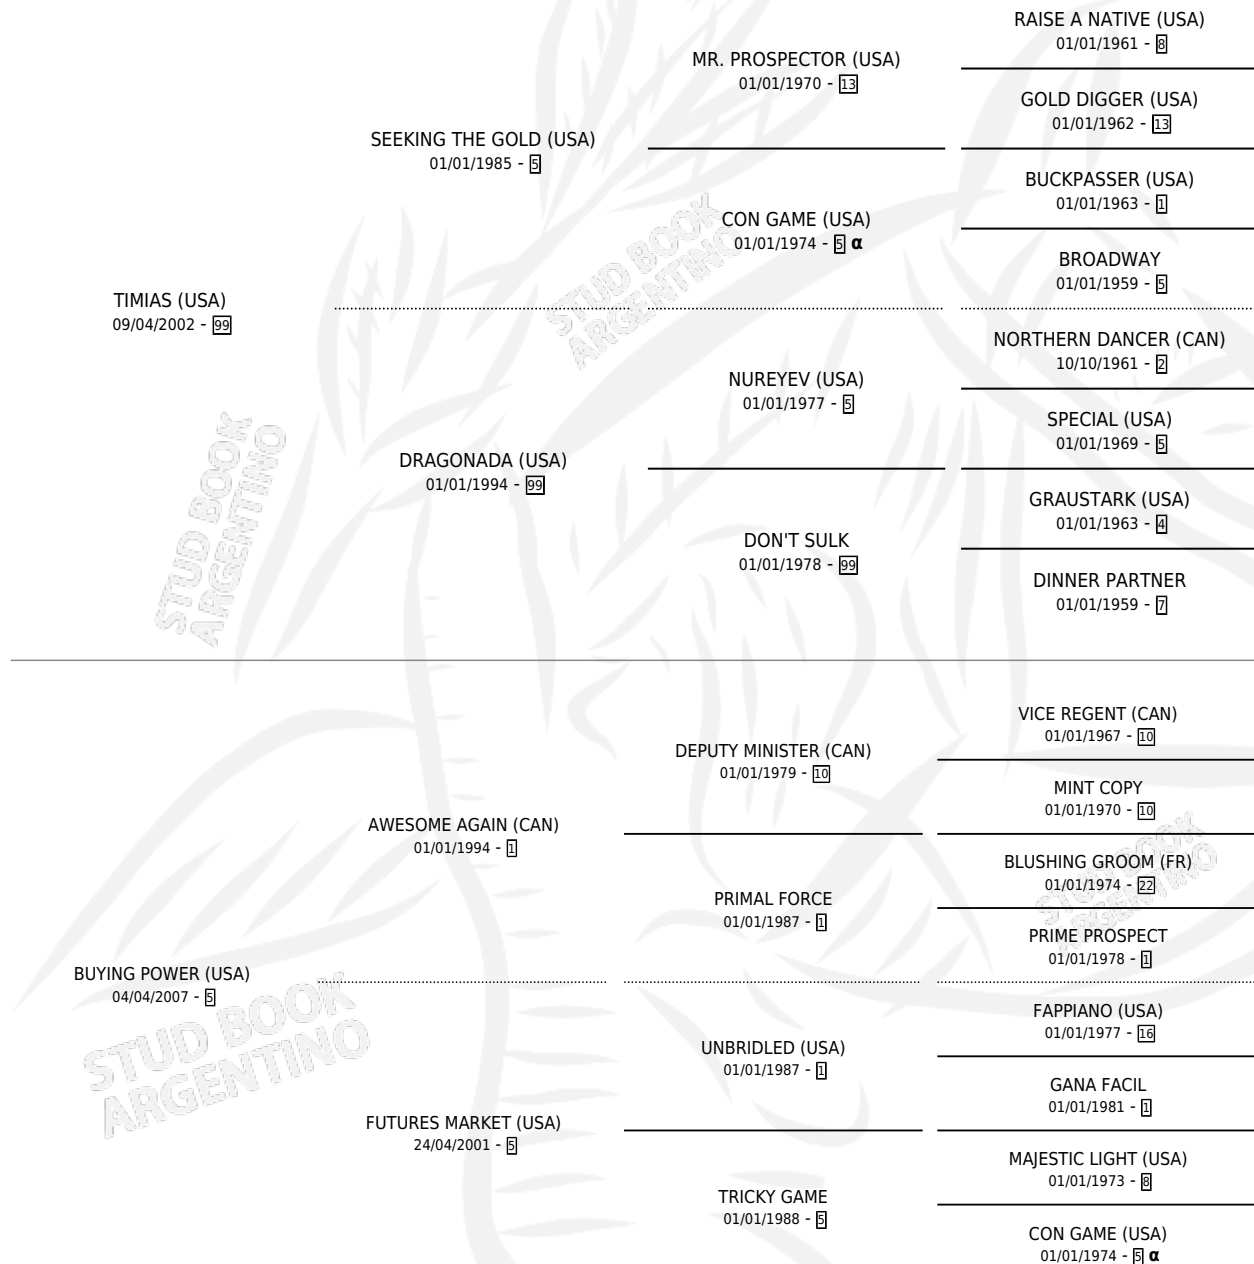 RAISE A NATIVE (USA)
01/01/1961 - 8
MR. PROSPECTOR (USA)
01/01/1970 - 13
GOLD DIGGER (USA)
01/01/1962 - 13
SEEKING THE GOLD (USA)
01/01/1985 - 5
BUCKPASSER (USA)
01/01/1963 - 1
CON GAME (USA)
01/01/1974 - 5 α
BROADWAY
01/01/1959 - 5
STUD BOOK
ARGENTINO
TIMIAS (USA)
09/04/2002 - 99
NORTHERN DANCER (CAN)
10/10/1961 - 2
NUREYEV (USA)
01/01/1977 - 5
SPECIAL (USA)
01/01/1969 - 5
DRAGONADA (USA)
01/01/1994 - 99
GRAUSTARK (USA)
01/01/1963 - 4
DON'T SULK
01/01/1978 - 99
DINNER PARTNER
01/01/1959 - 7
STUD BOOK
ARGENTINO
VICE REGENT (CAN)
01/01/1967 - 10
DEPUTY MINISTER (CAN)
01/01/1979 - 10
MINT COPY
01/01/1970 - 10
AWESOME AGAIN (CAN)
01/01/1994 - 1
BLUSHING GROOM (FR)
01/01/1974 - 22
STUD BOOK
ARGENTINO
PRIMAL FORCE
01/01/1987 - 1
PRIME PROSPECT
01/01/1978 - 1
BUYING POWER (USA)
04/04/2007 - 5
STUD BOOK
ARGENTINO
FAPPIANO (USA)
01/01/1977 - 16
UNBRIDLED (USA)
01/01/1987 - 1
GANA FACIL
01/01/1981 - 1
FUTURES MARKET (USA)
24/04/2001 - 5
MAJESTIC LIGHT (USA)
01/01/1973 - 8
TRICKY GAME
01/01/1988 - 5
CON GAME (USA)
01/01/1974 - 5 α